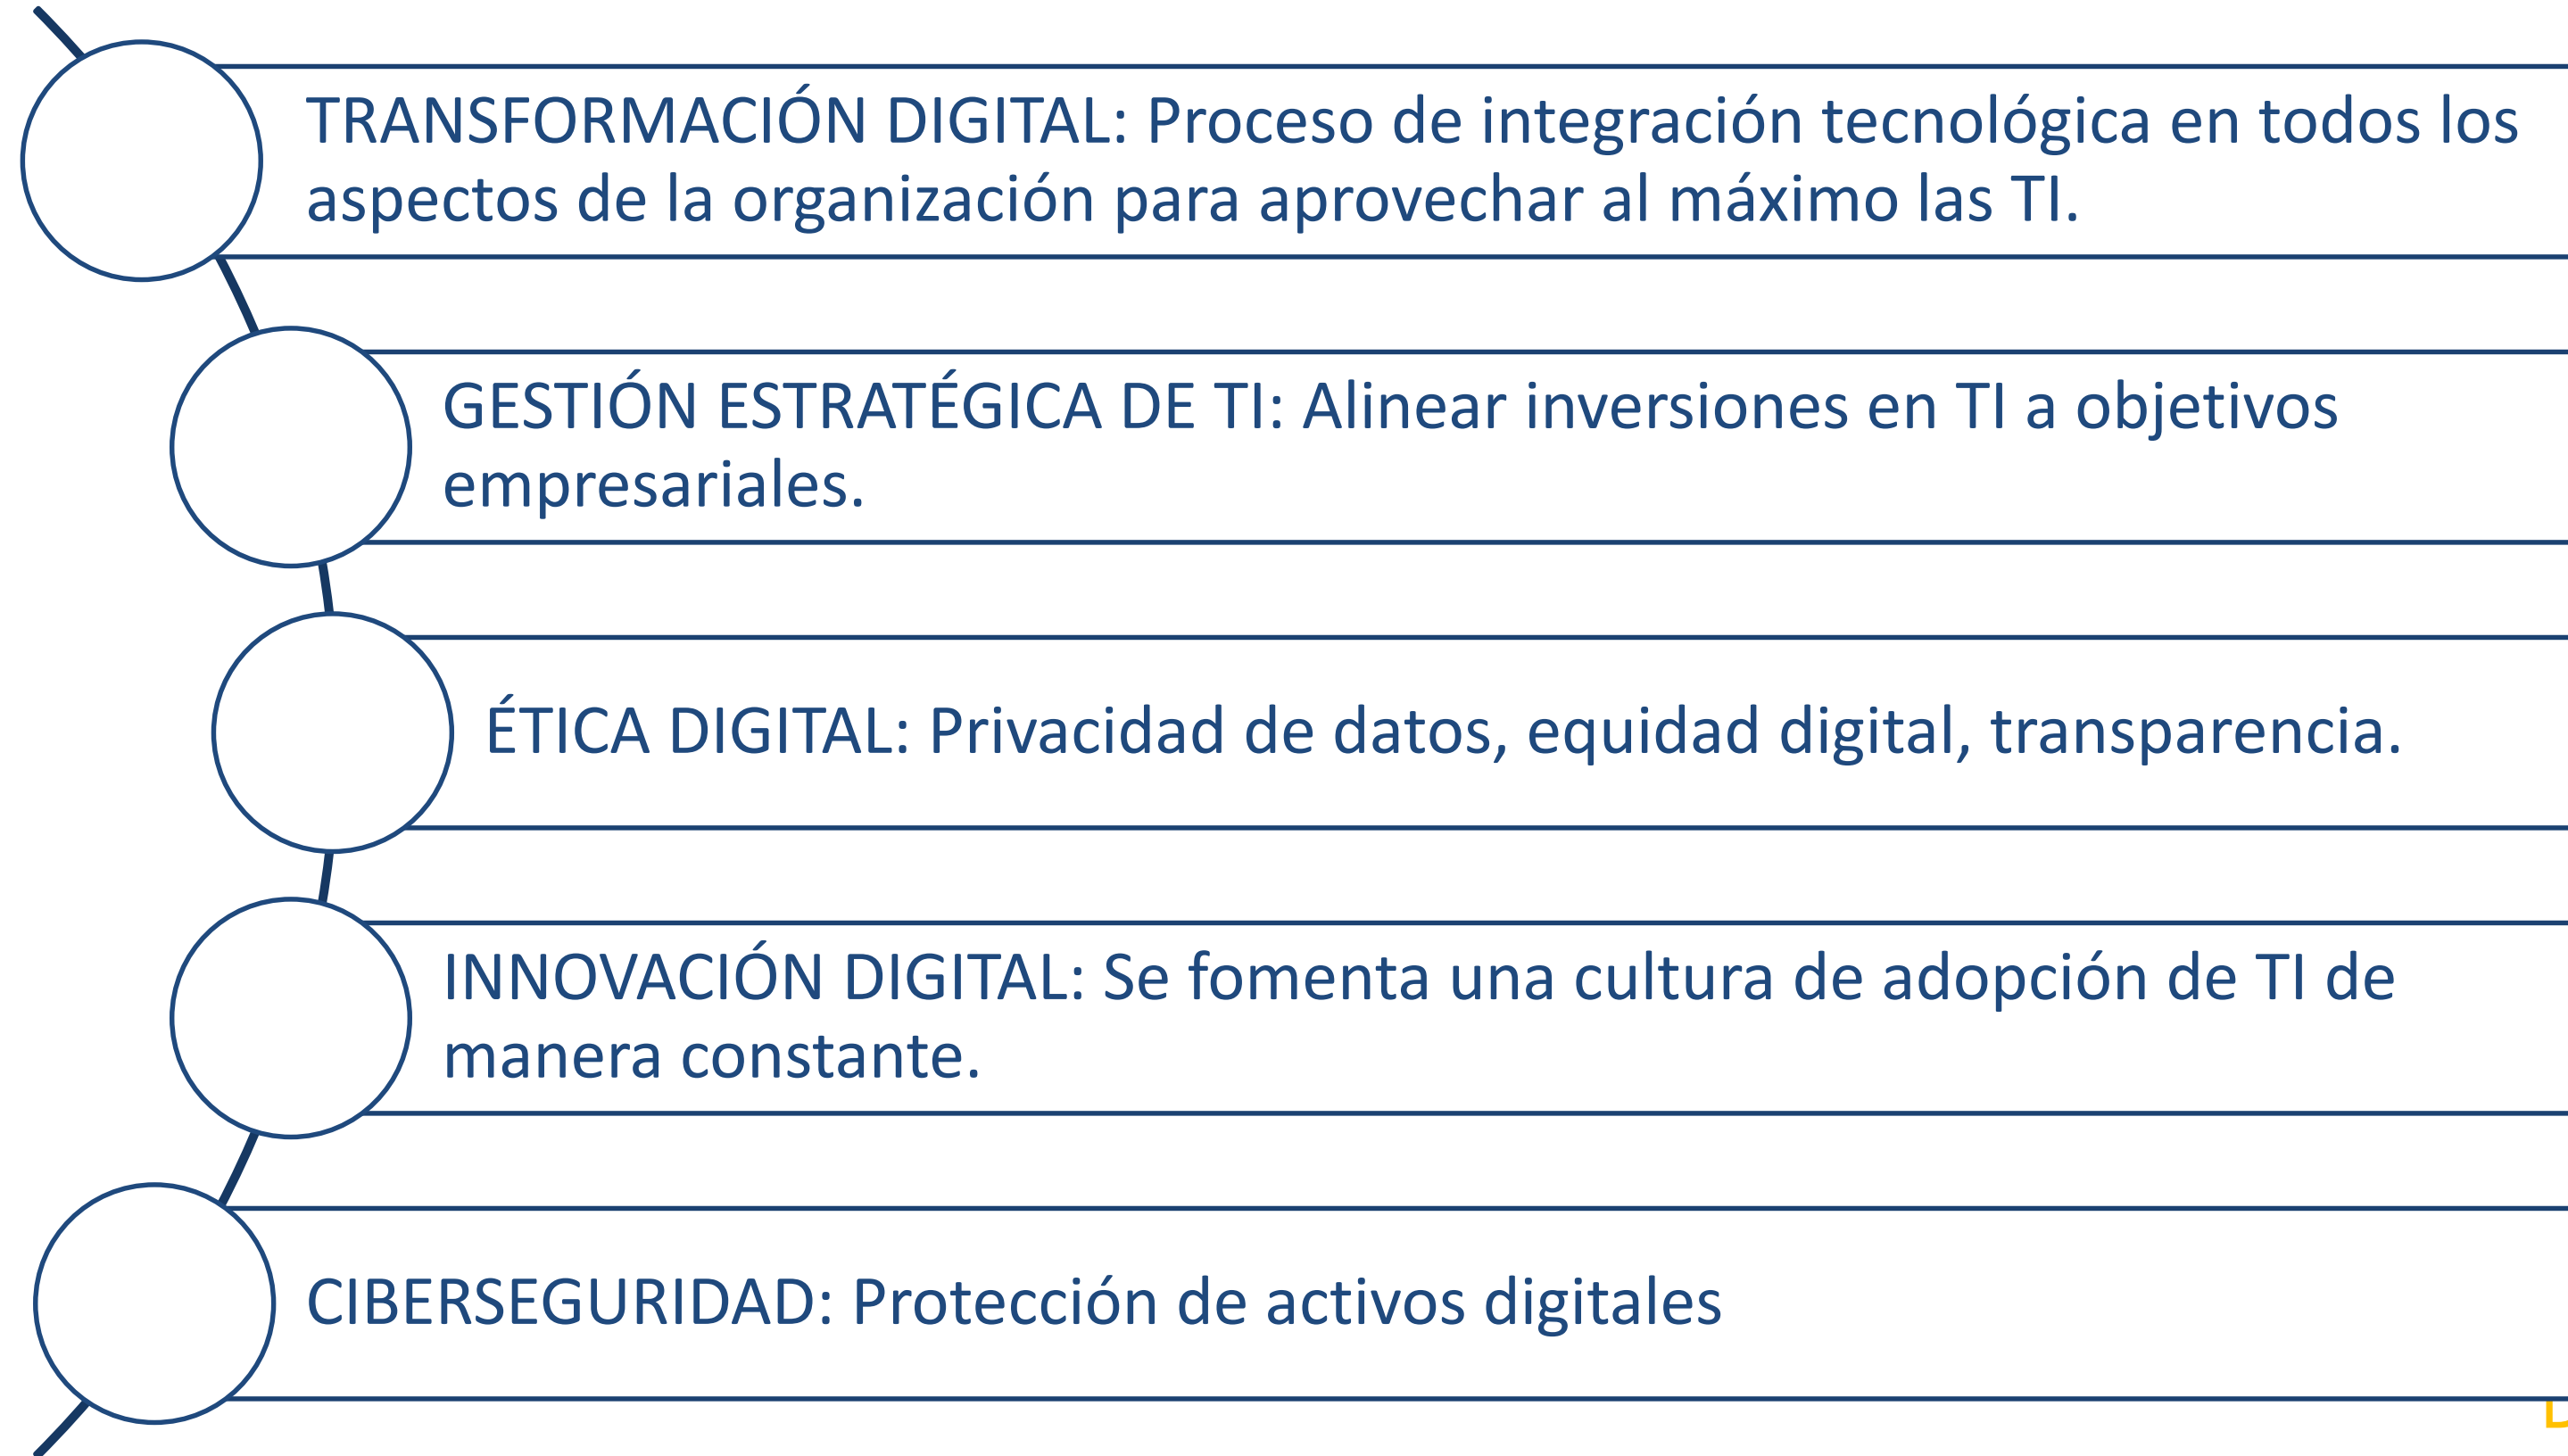 TRANSFORMACIÓN DIGITAL: Proceso de integración tecnológica en todos los
aspectos de la organización para aprovechar al máximo las TI.
GESTIÓN ESTRATÉGICA DE TI: Alinear inversiones en TI a objetivos
empresariales.
ÉTICA DIGITAL: Privacidad de datos, equidad digital, transparencia.
INNOVACIÓN DIGITAL: Se fomenta una cultura de adopción de TI de
manera constante.
CIBERSEGURIDAD: Protección de activos digitales